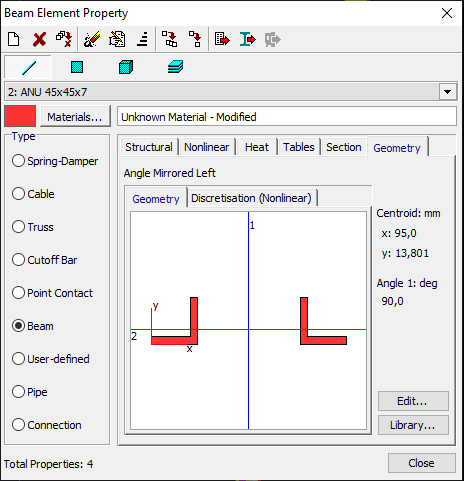 Beam Element Property
2: ANU 45x45x7
Materials...
Unknown Material - Modified
Type
Spring-Damper
Cable
Truss
Cutoff Bar
Point Contact
Beam
User-defined
Pipe
Connection
Structural
Nonlinear
Heat
Tables
Section
Geometry
Angle Mirrored Left
Geometry
Discretisation (Nonlinear)
1
y
2
x
Centroid: mm
x: 95,0
y: 13,801
Angle 1: deg
90,0
Edit...
Library...
Total Properties: 4
Close